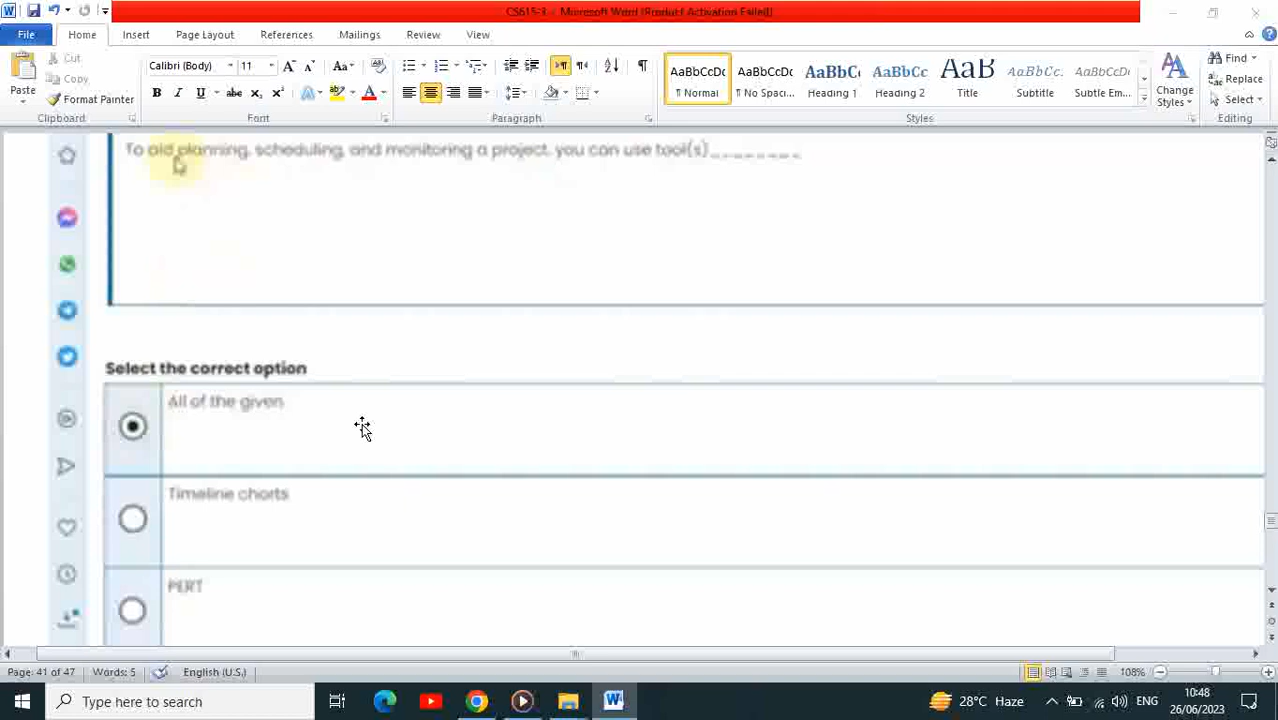 CS615-3 - Microsoft Word (Product Activation Failed)
File Home Insert Page Layout References Mailings Review View
Cut
Copy
Paste
Format Painter
Clipboard
Calibri (Body) 11
Font
Paragraph
AaBbCcDc AaBbCcDc AaBbC AaBbCc AaB AaBbCc. AaBbCcDc
¶ Normal ¶ No Spaci... Heading 1 Heading 2 Title Subtitle Subtle Em...
Styles
Change Styles
Find
Replace
Select
Editing
To aid planning, scheduling, and monitoring a project, you can use tool(s)_ _ _ _ _ _ _ _
Select the correct option
All of the given
Timeline charts
PERT
Page: 41 of 47 Words: 5 English (U.S.) 108%
Type here to search
28°C Haze
ENG
10:48
26/06/2023